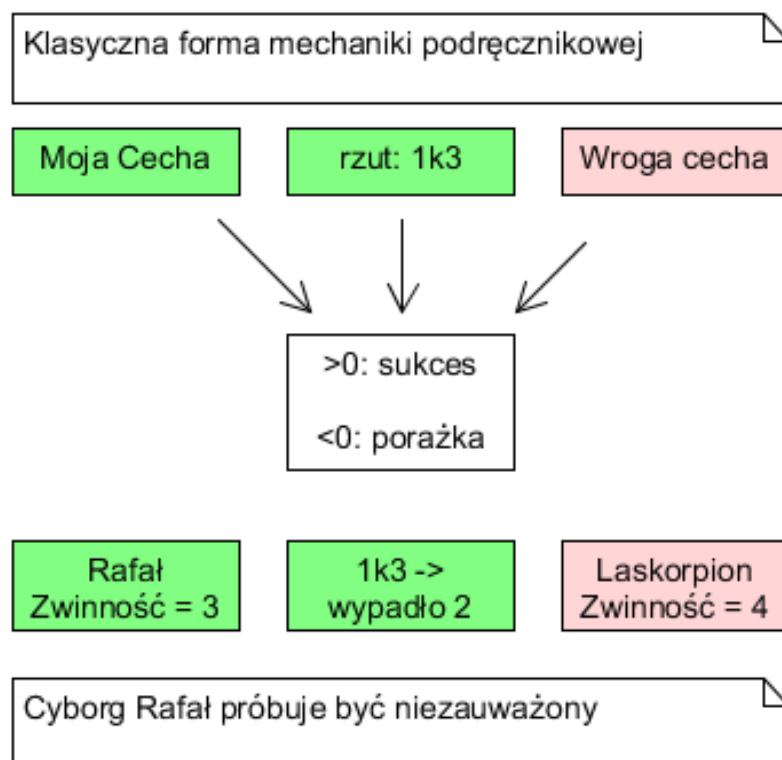 Klasyczna forma mechaniki podręcznikowej
Moja Cecha
rzut: 1k3
Wroga cecha
>0: sukces
<0: porażka
Rafał
Zwinność = 3
1k3 ->
wypadło 2
Laskorpion
Zwinność = 4
Cyborg Rafał próbuje być niezauważony